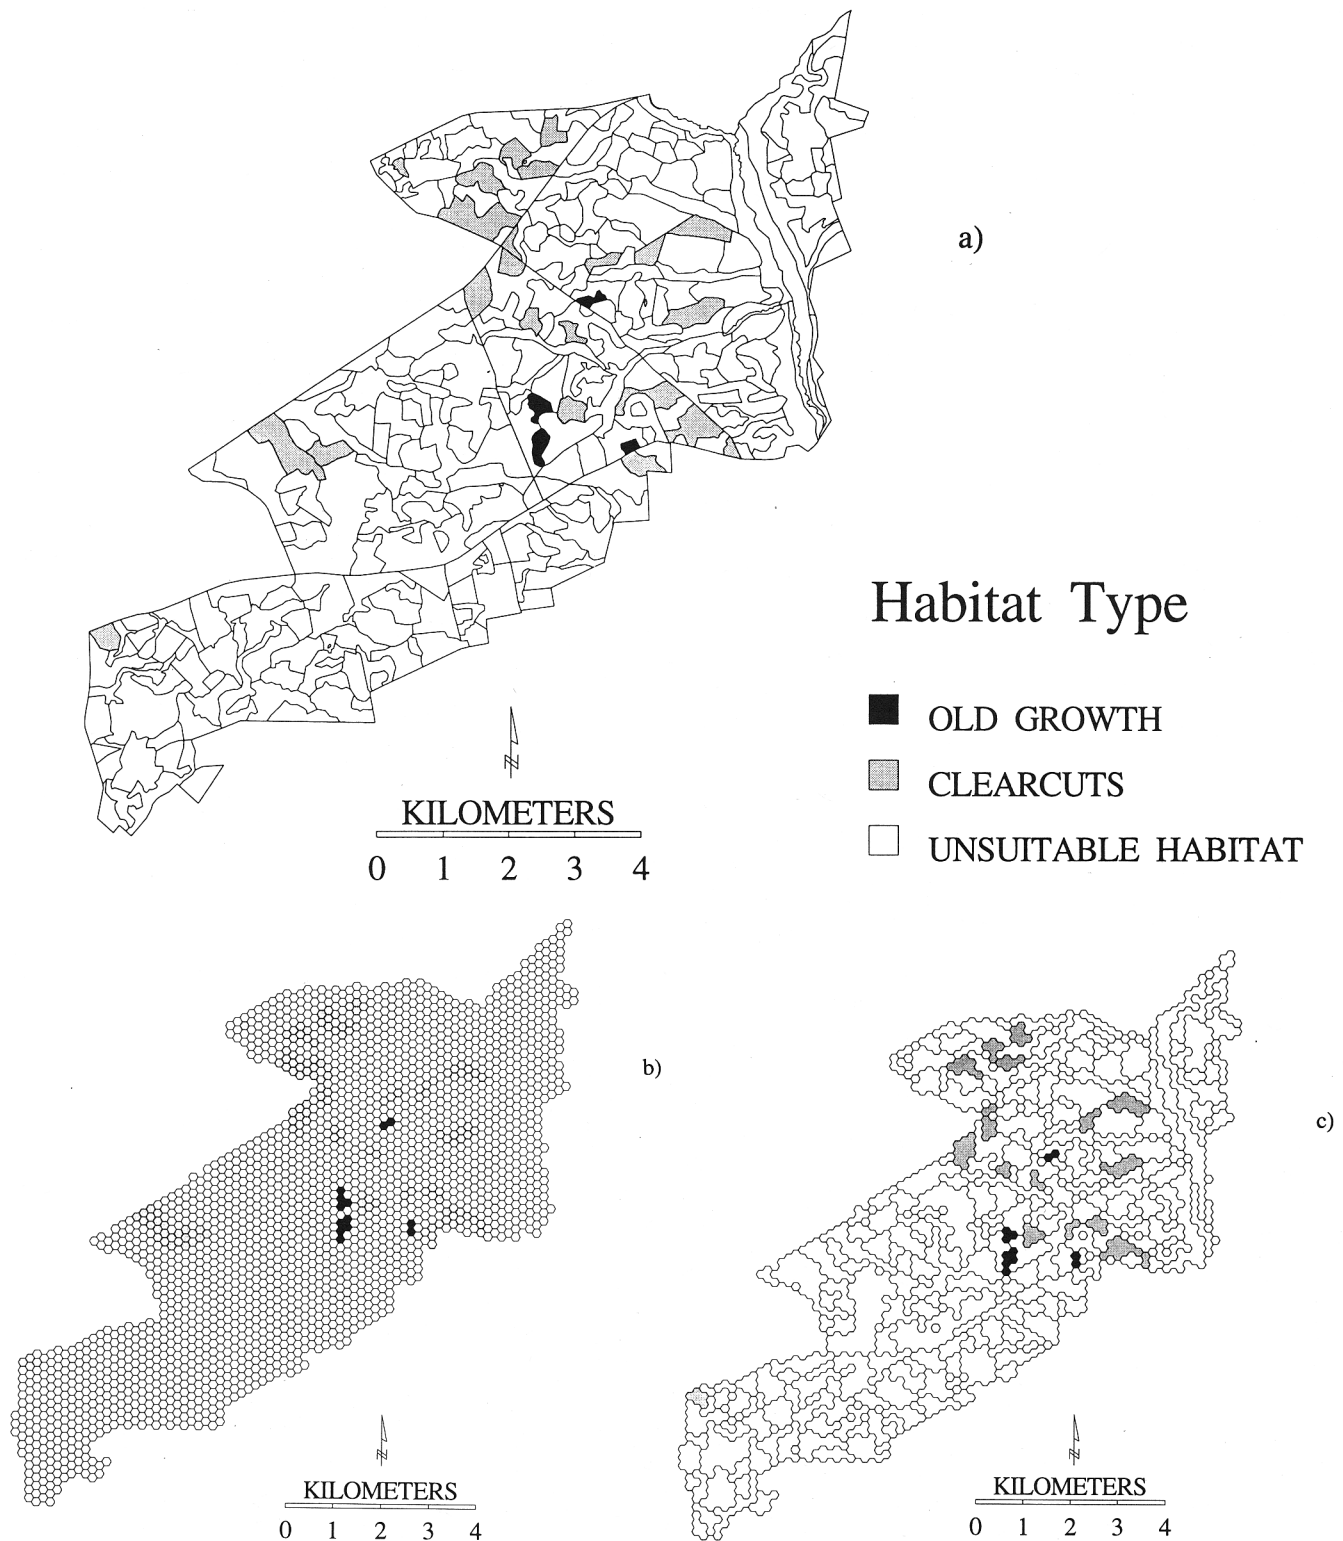 a)
Habitat Type
OLD GROWTH
CLEARCUTS
UNSUITABLE HABITAT
N
KILOMETERS
0 1 2 3 4
b)
c)
N
KILOMETERS
0 1 2 3 4
N
KILOMETERS
0 1 2 3 4